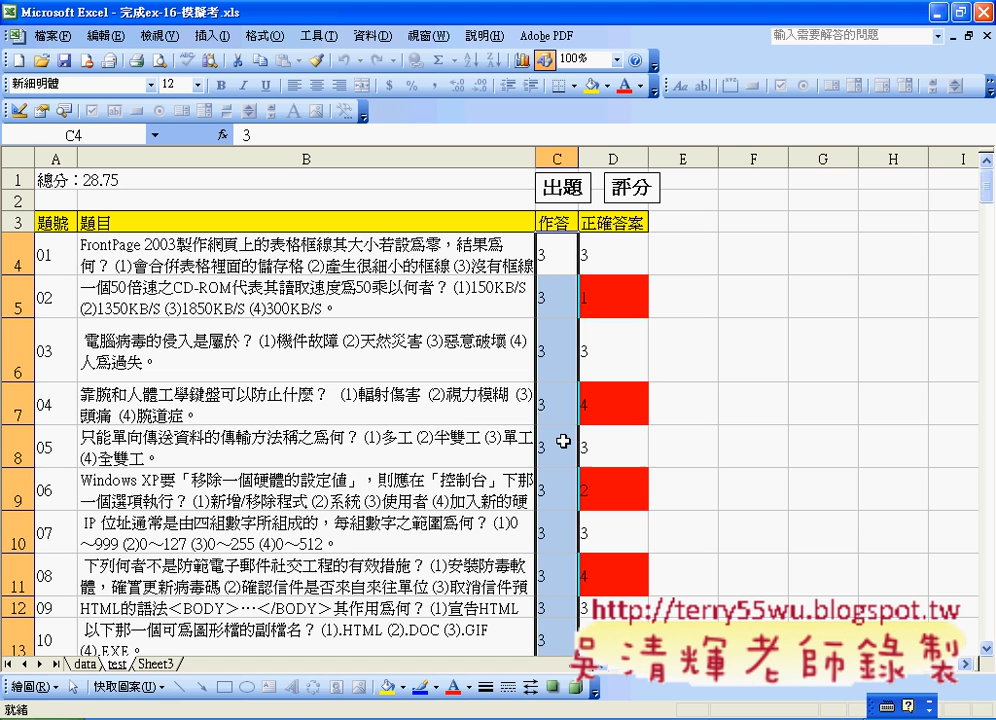 Microsoft Excel - 完成ex-16-模擬考.xls
檔案(F) 編輯(E) 檢視(V) 插入(I) 格式(O) 工具(T) 資料(D) 視窗(W) 說明(H) Adobe PDF 輸入需要解答的問題
100%
新細明體 12 B I U
C4 fx 3
A B C D E F G H I
1 總分：28.75 出題 評分
2
3 題號 題目 作答 正確答案
4 01 FrontPage 2003製作網頁上的表格框線其大小若設為零，結果為 3 3
何？ (1)會合併表格裡面的儲存格 (2)產生很細小的框線 (3)沒有框線
5 02 一個50倍速之CD-ROM代表其讀取速度為50乘以何者？ (1)150KB/S 3 1
(2)1350KB/S (3)1850KB/S (4)300KB/S。
6 03 電腦病毒的侵入是屬於？ (1)機件故障 (2)天然災害 (3)惡意破壞 (4) 3 3
人為過失。
7 04 靠腕和人體工學鍵盤可以防止什麼？ (1)輻射傷害 (2)視力模糊 (3) 3 4
頭痛 (4)腕道症。
8 05 只能單向傳送資料的傳輸方法稱之為何？ (1)多工 (2)半雙工 (3)單工 3 3
(4)全雙工。
9 06 Windows XP要「移除一個硬體的設定值」，則應在「控制台」下那 3 2
一個選項執行？ (1)新增/移除程式 (2)系統 (3)使用者 (4)加入新的硬
10 07 IP 位址通常是由四組數字所組成的，每組數字之範圍為何？ (1)0 3 3
～999 (2)0～127 (3)0～255 (4)0～512。
11 08 下列何者不是防範電子郵件社交工程的有效措施？ (1)安裝防毒軟 3 4
體，確實更新病毒碼 (2)確認信件是否來自來往單位 (3)取消信件預
12 09 HTML的語法<BODY>…</BODY>其作用為何？ (1)宣告HTML 3 3
13 10 以下那一個可為圖形檔的副檔名？ (1).HTML (2).DOC (3).GIF 3
(4).EXE。
http://terry55wu.blogspot.tw
吳清輝老師錄製
data test Sheet3
繪圖(R) 快取圖案(U)
就緒